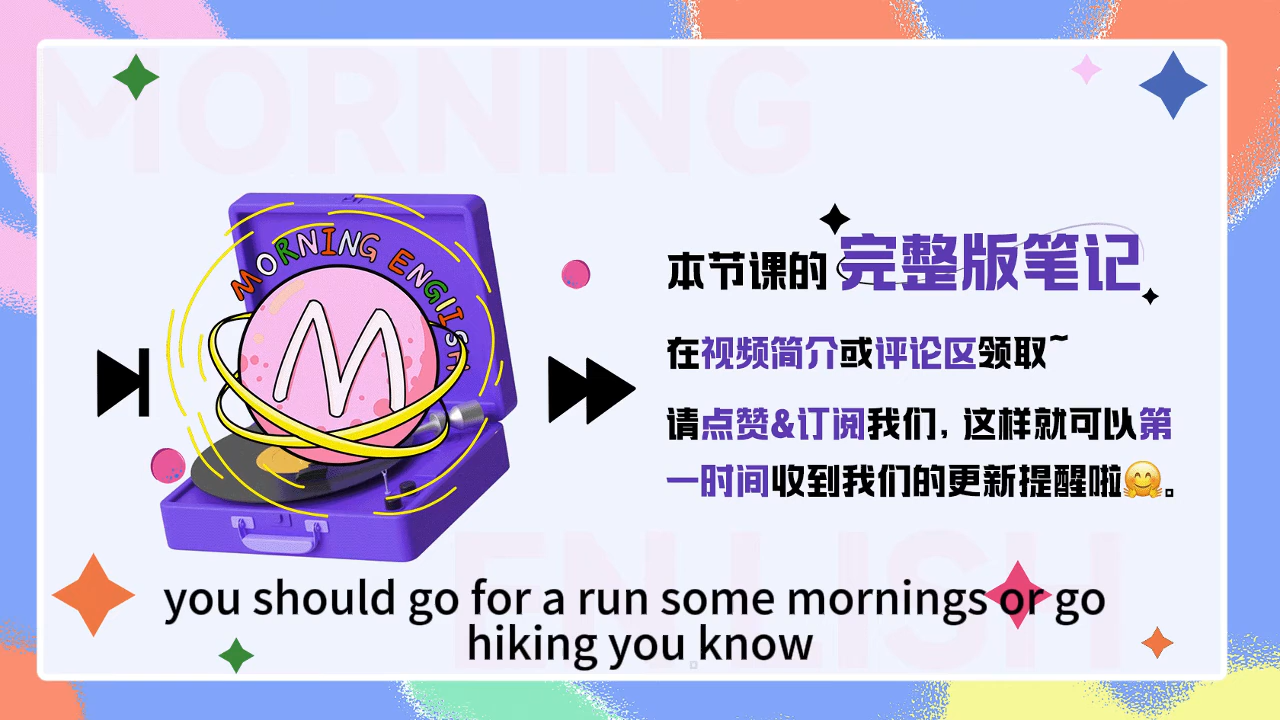 MORNING
MORNING ENGLISH
M
本节课的 完整版笔记
在视频简介或评论区领取~
请点赞&订阅我们，这样就可以第
一时间收到我们的更新提醒啦🤗。
ENLISH
you should go for a run some mornings or go
hiking you know